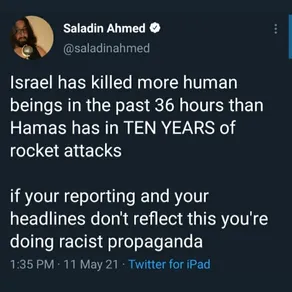 Saladin Ahmed
@saladinahmed
Israel has killed more human
beings in the past 36 hours than
Hamas has in TEN YEARS of
rocket attacks
if your reporting and your
headlines don't reflect this you're
doing racist propaganda
1:35 PM · 11 May 21 · Twitter for iPad